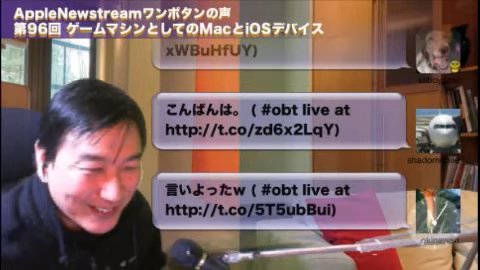 AppleNewstreamワンボタンの声
第96回 ゲームマシンとしてのMacとiOSデバイス
xWBuHfUY)
こんばんは。 ( #obt live at
http://t.co/zd6x2LqY)
shadomobile
言いよったw ( #obt live at
http://t.co/5T5ubBui)